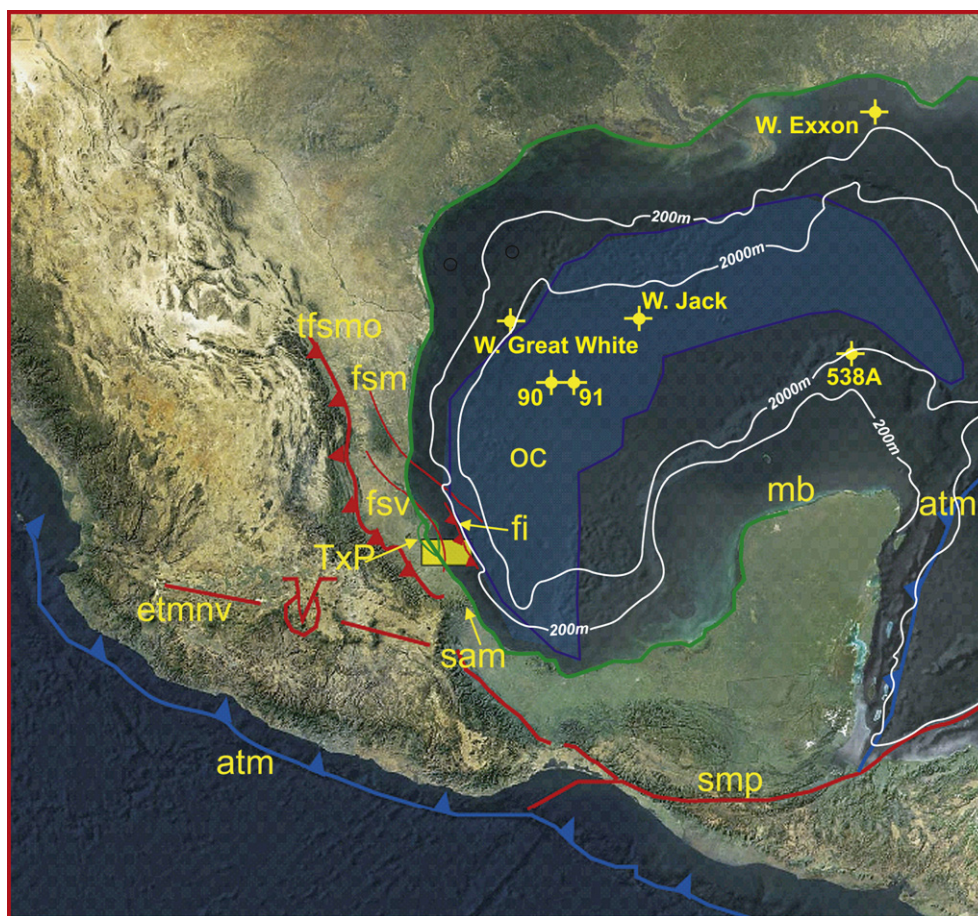 W. Exxon
200m
2000m
W. Jack
tfsmo
W. Great White
fsm
538A
90
91
2000m
200m
oc
mb
atm
fsv
fi
TxP
etmnv
V
200m
sam
atm
smp